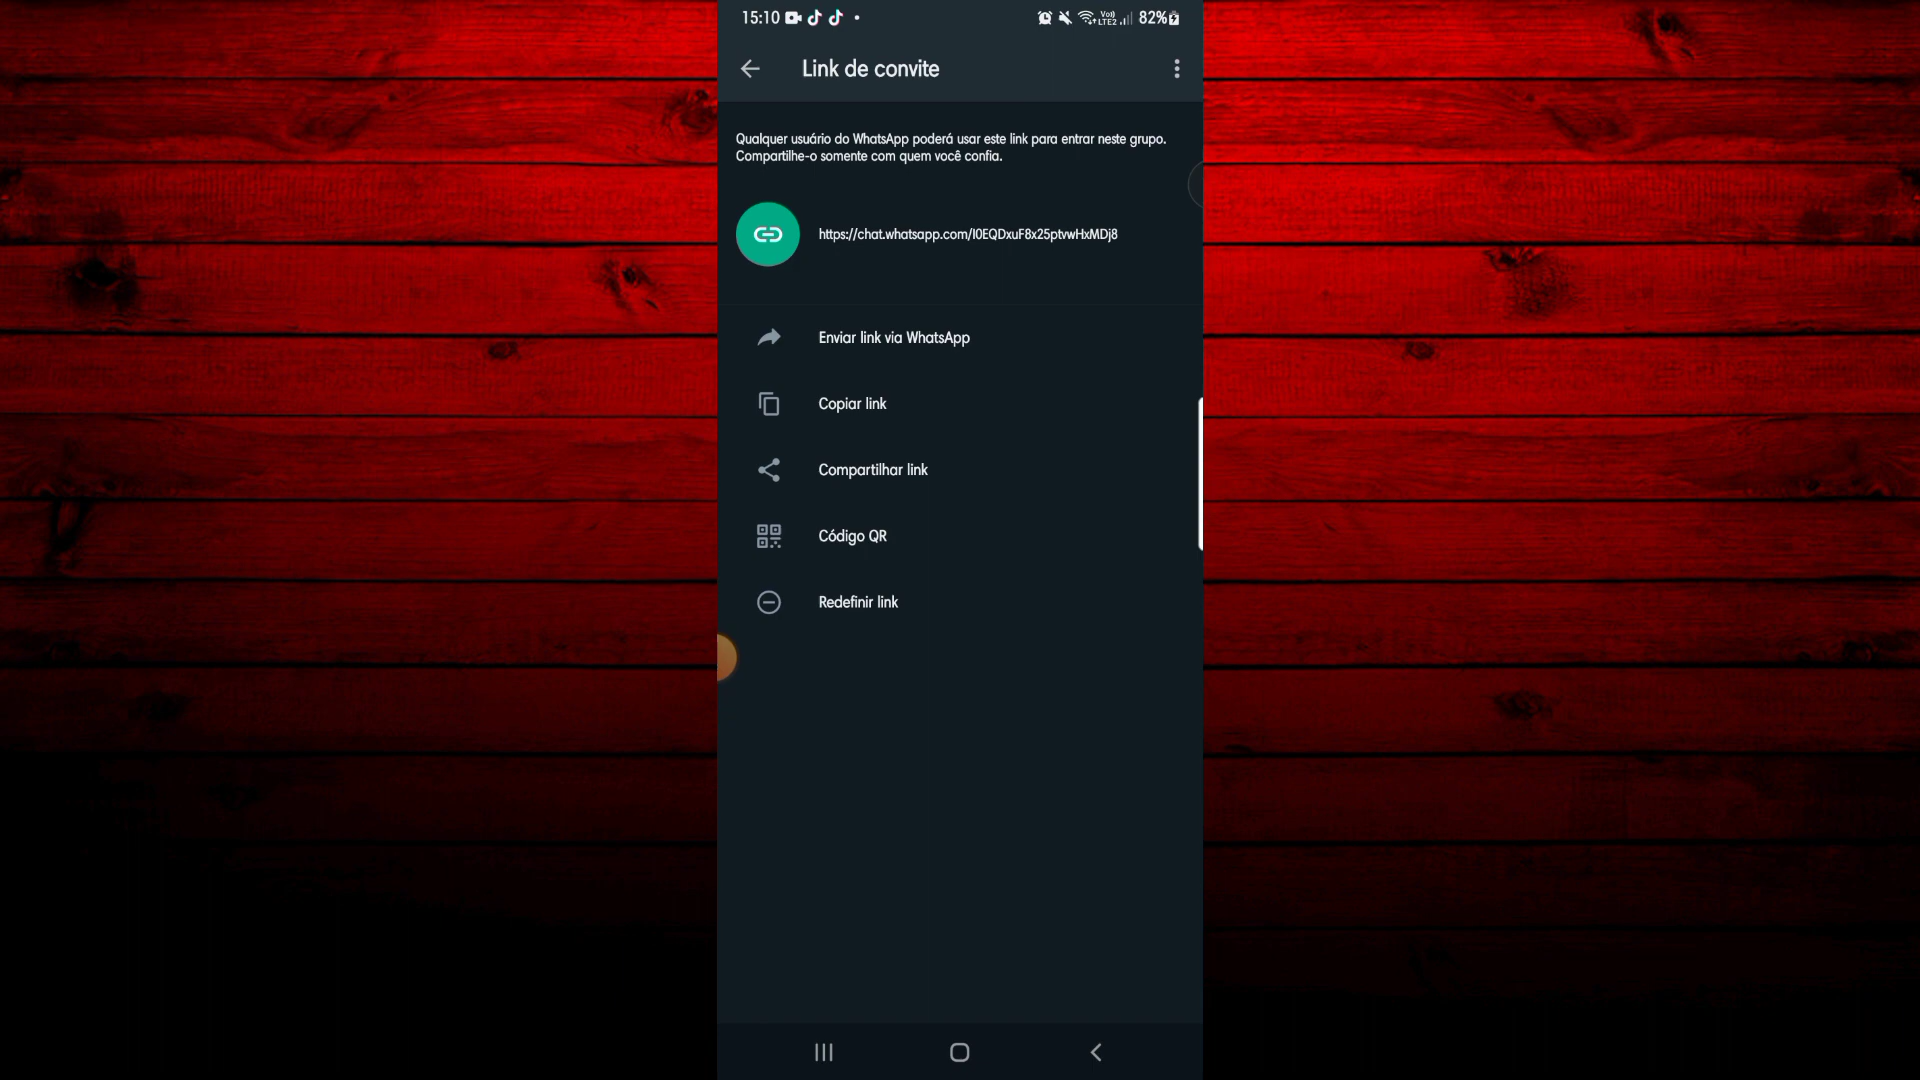 15:10
Vo))
LTE2
82%
Link de convite
Qualquer usuário do WhatsApp poderá usar este link para entrar neste grupo.
Compartilhe-o somente com quem você confia.
https://chat.whatsapp.com/I0EQDxuF8x25ptvwHxMDj8
Enviar link via WhatsApp
Copiar link
Compartilhar link
Código QR
Redefinir link